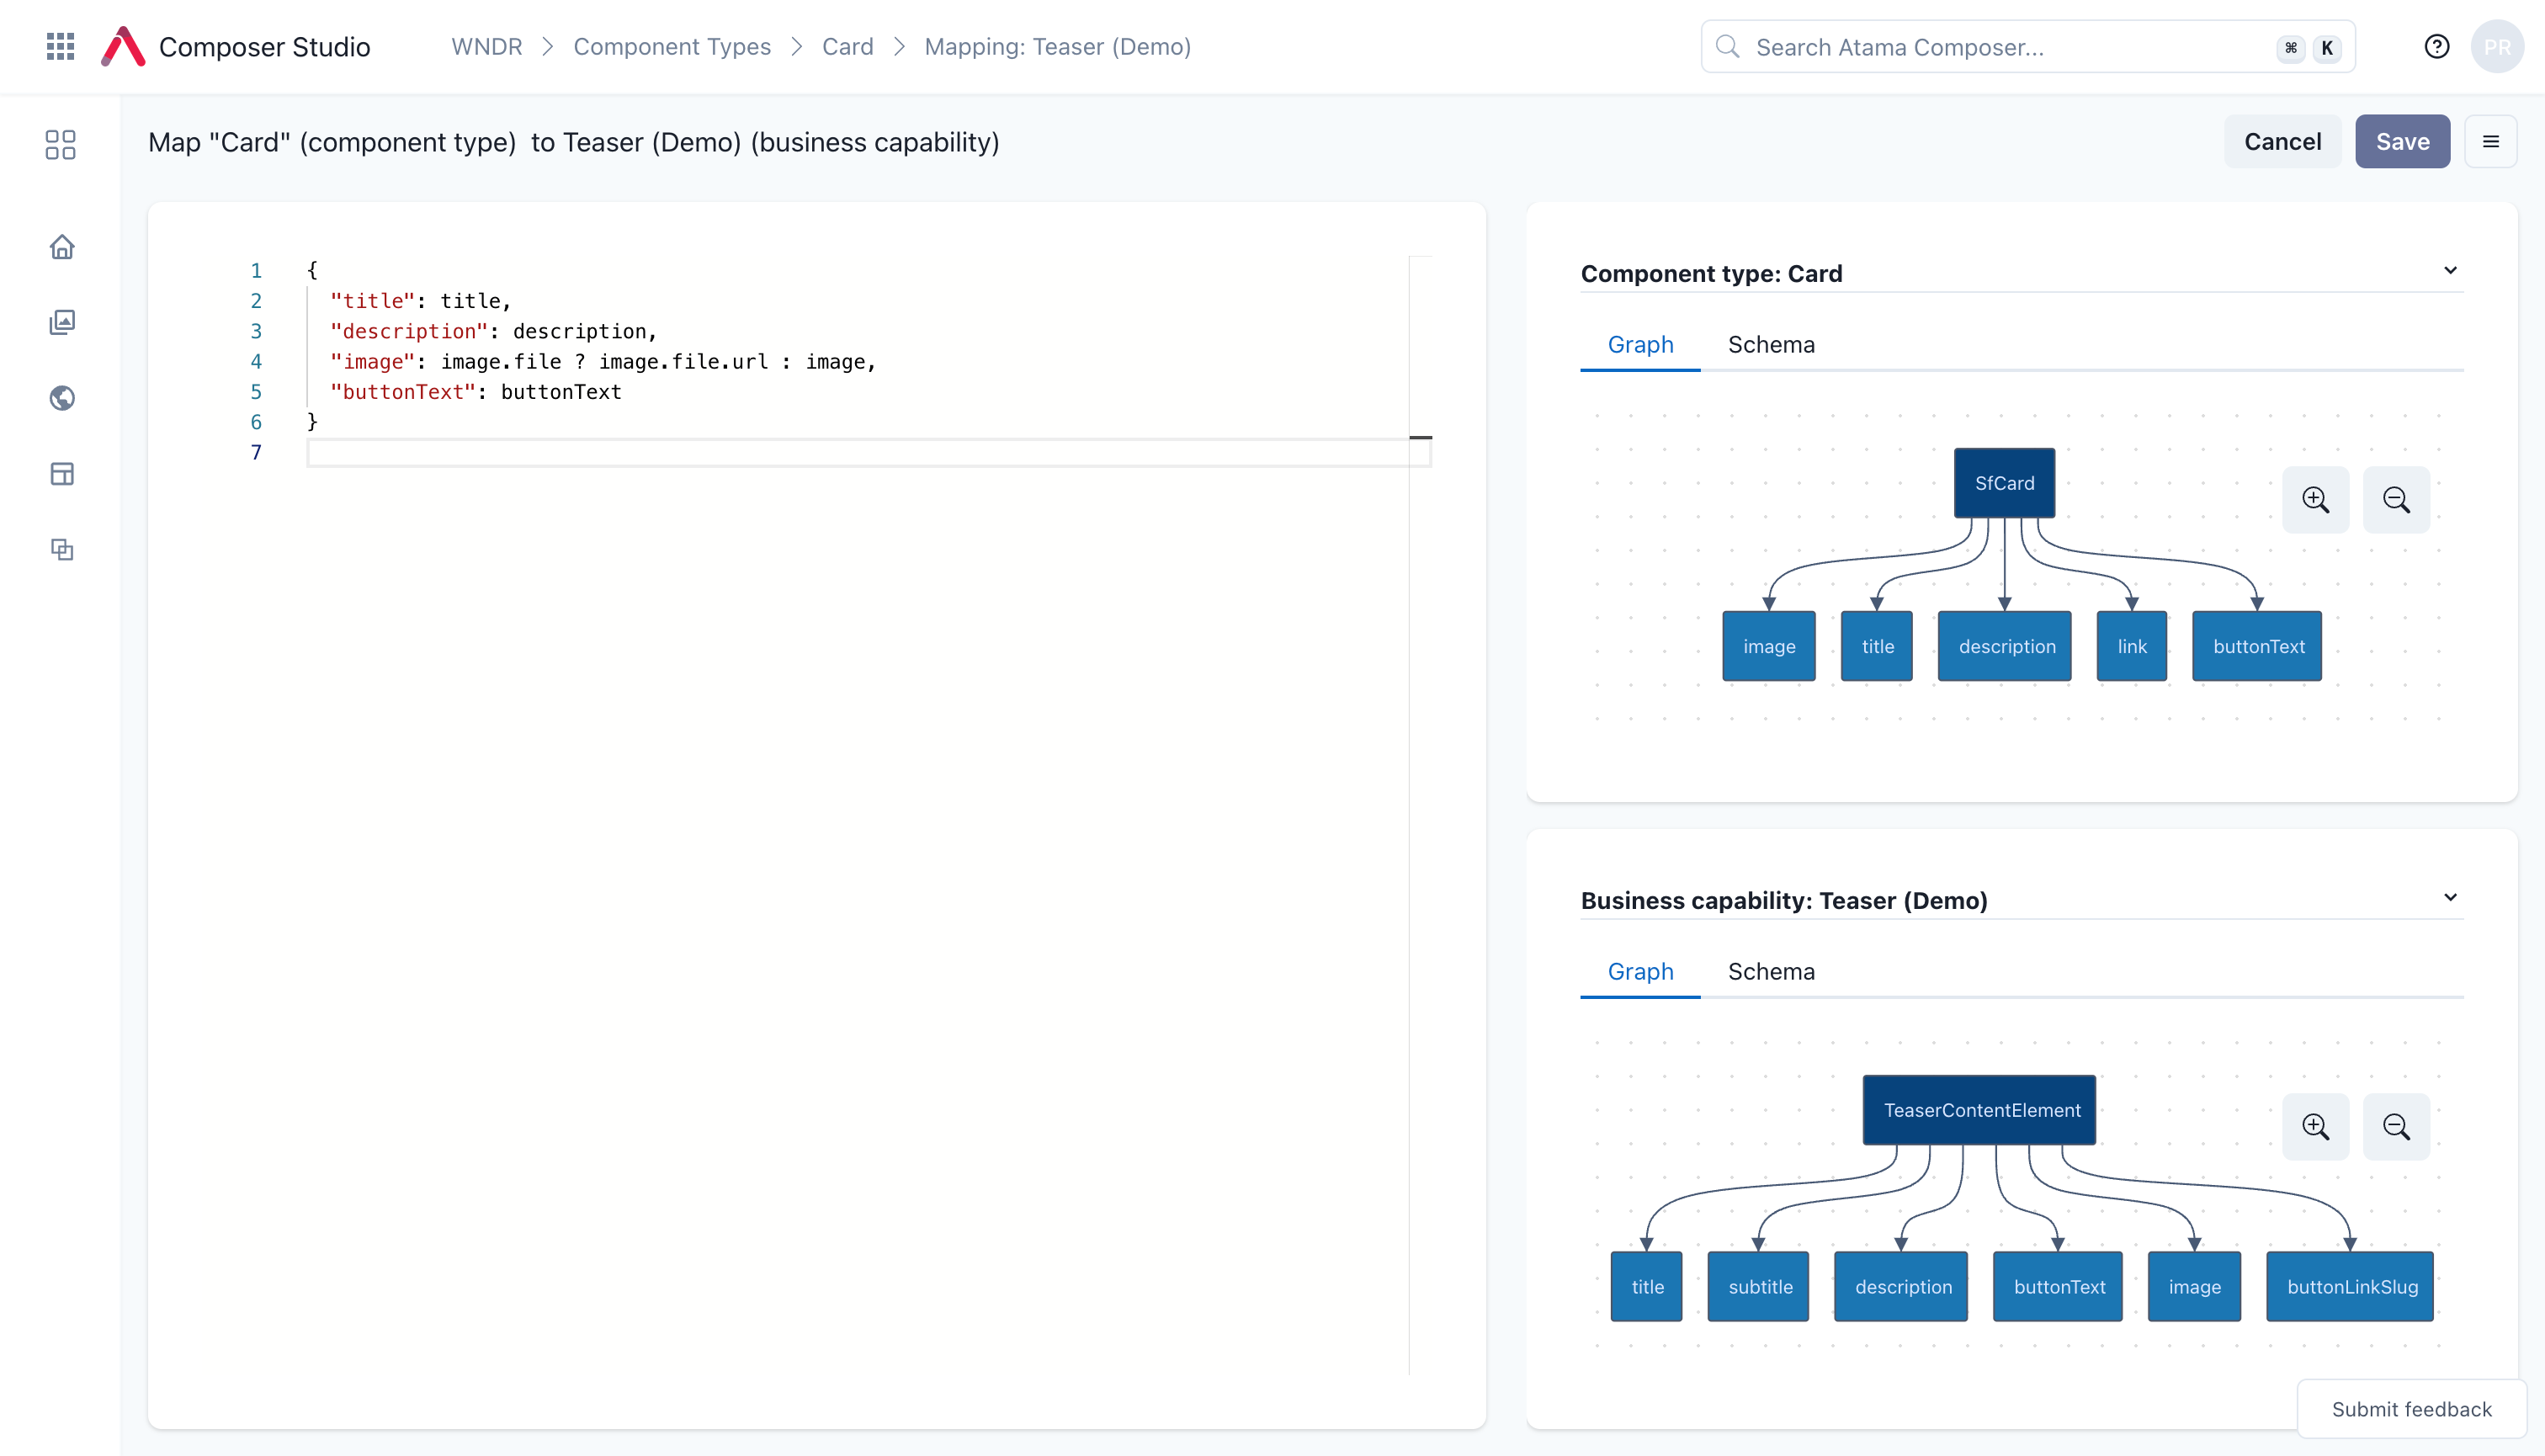 Composer Studio
WNDR > Component Types > Card > Mapping: Teaser (Demo)
Search Atama Composer... ⌘ K
PR
Map "Card" (component type) to Teaser (Demo) (business capability)
Cancel
Save
1 {
2 "title": title,
3 "description": description,
4 "image": image.file ? image.file.url : image,
5 "buttonText": buttonText
6 }
7
Component type: Card
Graph Schema
SfCard
image title description link buttonText
Business capability: Teaser (Demo)
Graph Schema
TeaserContentElement
title subtitle description buttonText image buttonLinkSlug
Submit feedback